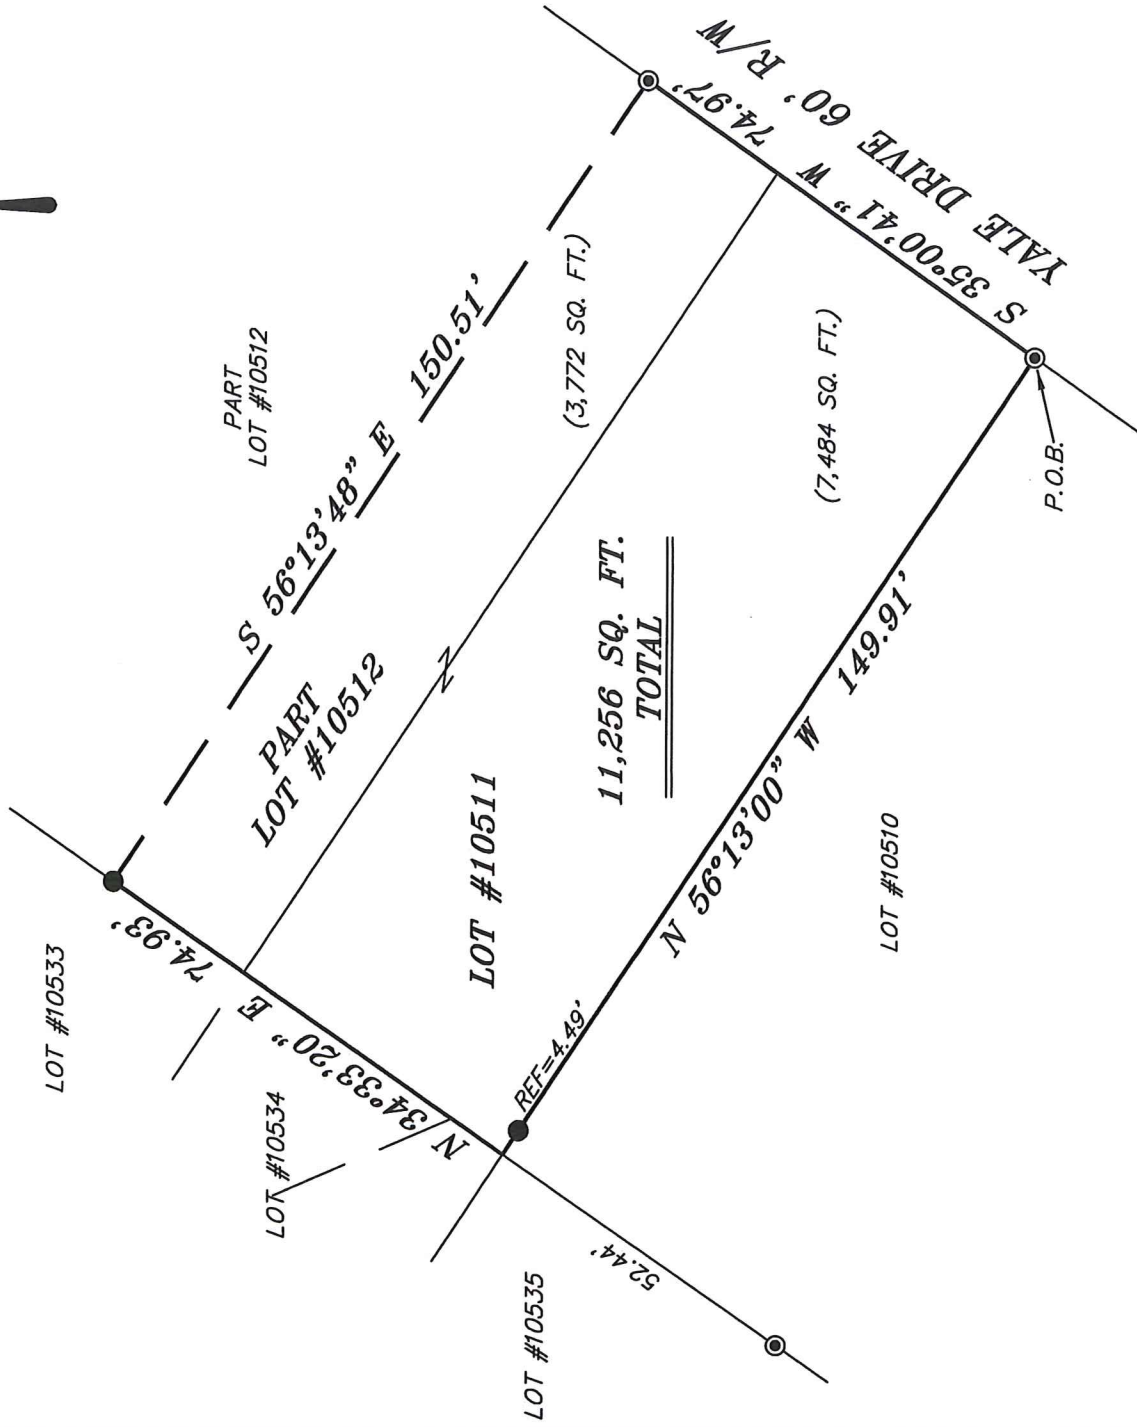 YALE DRIVE 60' R/W
S 35°00'41" W 74.97'
PART
LOT #10512
S 56°13'48" E 150.51'
(3,772 SQ. FT.)
(7,484 SQ. FT.)
P.O.B.
PART
LOT #10512
Z
11,256 SQ. FT.
TOTAL
LOT #10511
N 56°13'00" W 149.91'
LOT #10510
REF=4.49'
N 34°33'20" E 74.93'
LOT #10533
LOT #10534
LOT #10535
52.44'